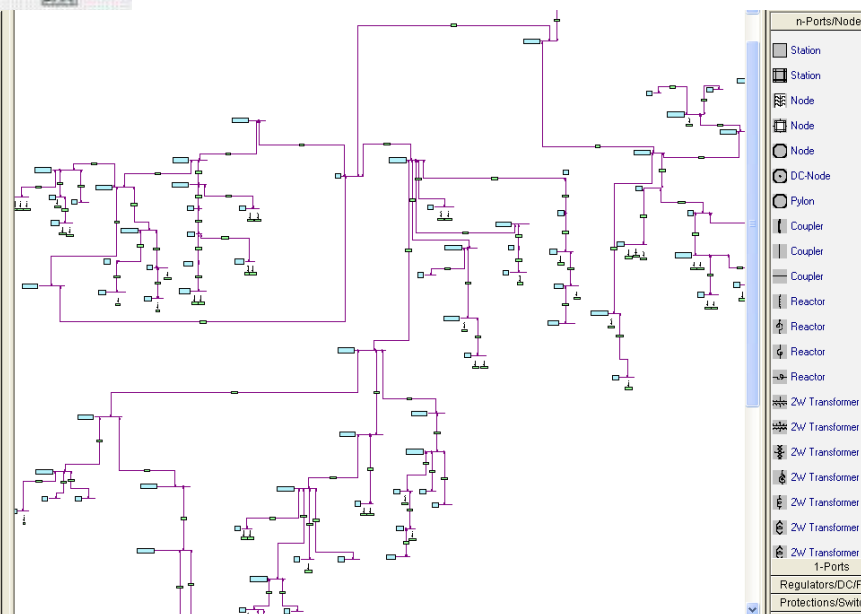 n-Ports/Node
Station
Station
Node
Node
Node
DC-Node
Pylon
Coupler
Coupler
Coupler
Reactor
Reactor
Reactor
Reactor
2W Transformer
2W Transformer
2W Transformer
2W Transformer
2W Transformer
2W Transformer
2W Transformer
1-Ports
Regulators/DC/F
Protections/Swit